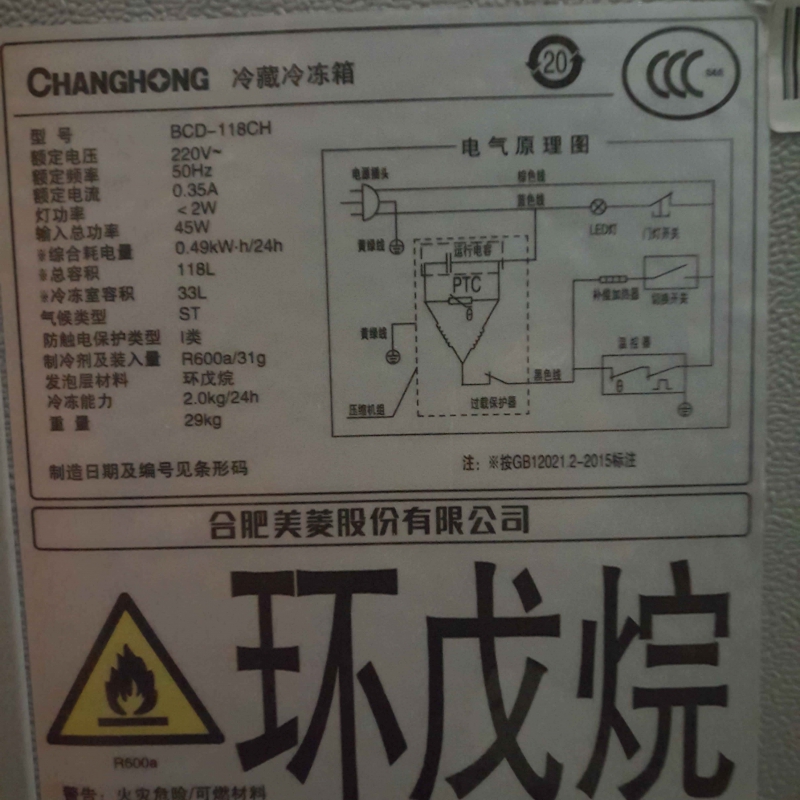 CHANGHONG 冷藏冷冻箱
20
CCC
S&E
型号 BCD-118CH
额定电压 220V~
额定频率 50Hz
额定电流 0.35A
灯功率 <2W
输入总功率 45W
※综合耗电量 0.49kW·h/24h
※总容积 118L
※冷冻室容积 33L
气候类型 ST
防触电保护类型 I类
制冷剂及装入量 R600a/31g
发泡层材料 环戊烷
冷冻能力 2.0kg/24h
重量 29kg
制造日期及编号见条形码
电气原理图
电源插头
棕色线
蓝色线
LED灯
门灯开关
黄绿线
运行电容
PTC
θ
补偿加热器
切换开关
黄绿线
温控器
黑色线
θ
压缩机组
过载保护器
注:※按GB12021.2-2015标注
合肥美菱股份有限公司
环戊烷
R600a
警告:火灾危险/可燃材料